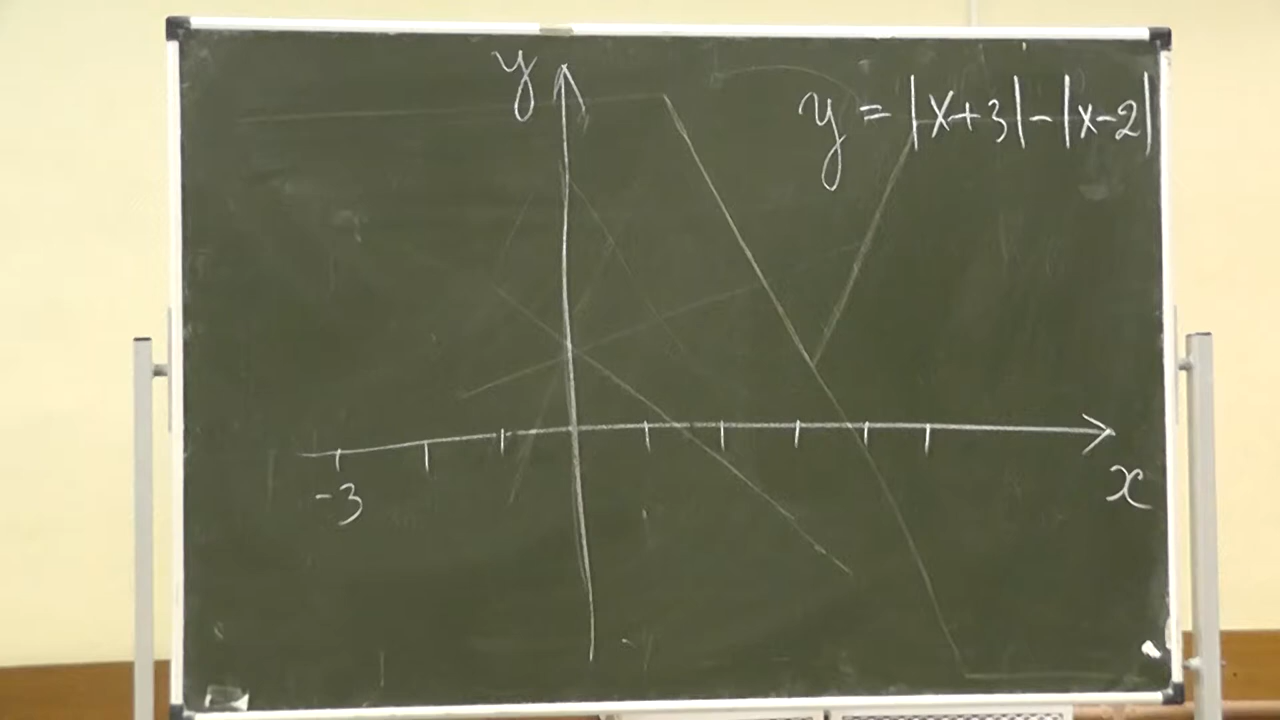 y
y = |x+3|-|x-2|
-3
x